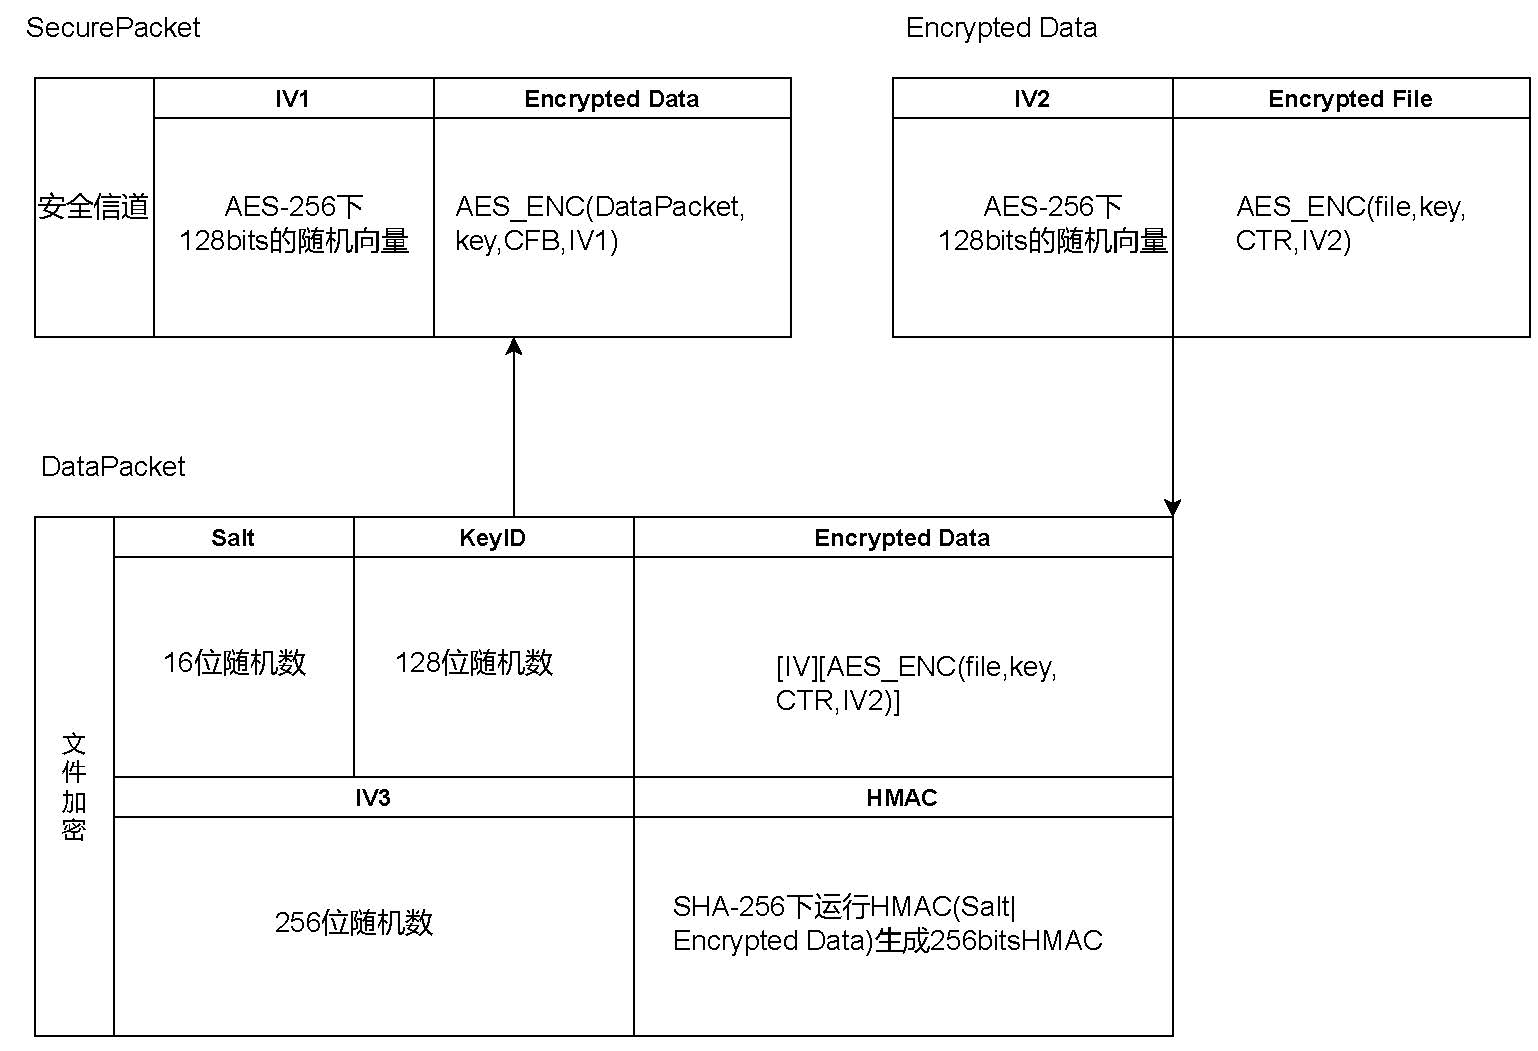 SecurePacket
Encrypted Data
IV1
Encrypted Data
安全信道
AES-256下
128bits的随机向量
AES_ENC(DataPacket,
key,CFB,IV1)
IV2
Encrypted File
AES-256下
128bits的随机向量
AES_ENC(file,key,
CTR,IV2)
DataPacket
文
件
加
密
Salt
KeyID
Encrypted Data
16位随机数
128位随机数
[IV][AES_ENC(file,key,
CTR,IV2)]
IV3
HMAC
256位随机数
SHA-256下运行HMAC(Salt|
Encrypted Data)生成256bitsHMAC